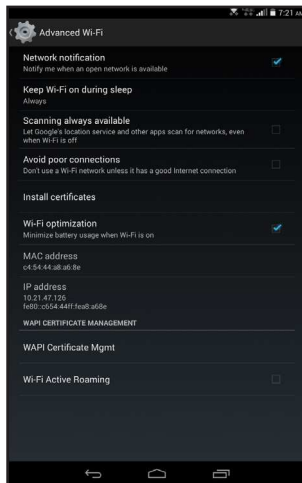 7:21 AM
Advanced Wi-Fi
Network notification
Notify me when an open network is available
Keep Wi-Fi on during sleep
Always
Scanning always available
Let Google's location service and other apps scan for networks, even
when Wi-Fi is off
Avoid poor connections
Don't use a Wi-Fi network unless it has a good Internet connection
Install certificates
Wi-Fi optimization
Minimize battery usage when Wi-Fi is on
MAC address
c4:54:44:a8:a6:8e
IP address
10.21.47.126
fe80::c654:44ff:fea8:a68e
WAPI CERTIFICATE MANAGEMENT
WAPI Certificate Mgmt
Wi-Fi Active Roaming